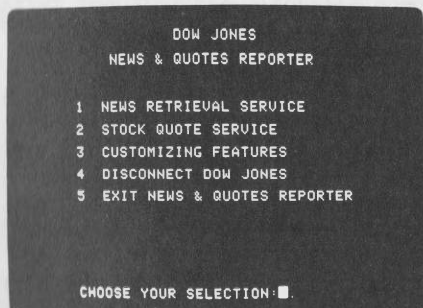 DOW JONES
NEWS & QUOTES REPORTER
1 NEWS RETRIEVAL SERVICE
2 STOCK QUOTE SERVICE
3 CUSTOMIZING FEATURES
4 DISCONNECT DOW JONES
5 EXIT NEWS & QUOTES REPORTER
CHOOSE YOUR SELECTION: